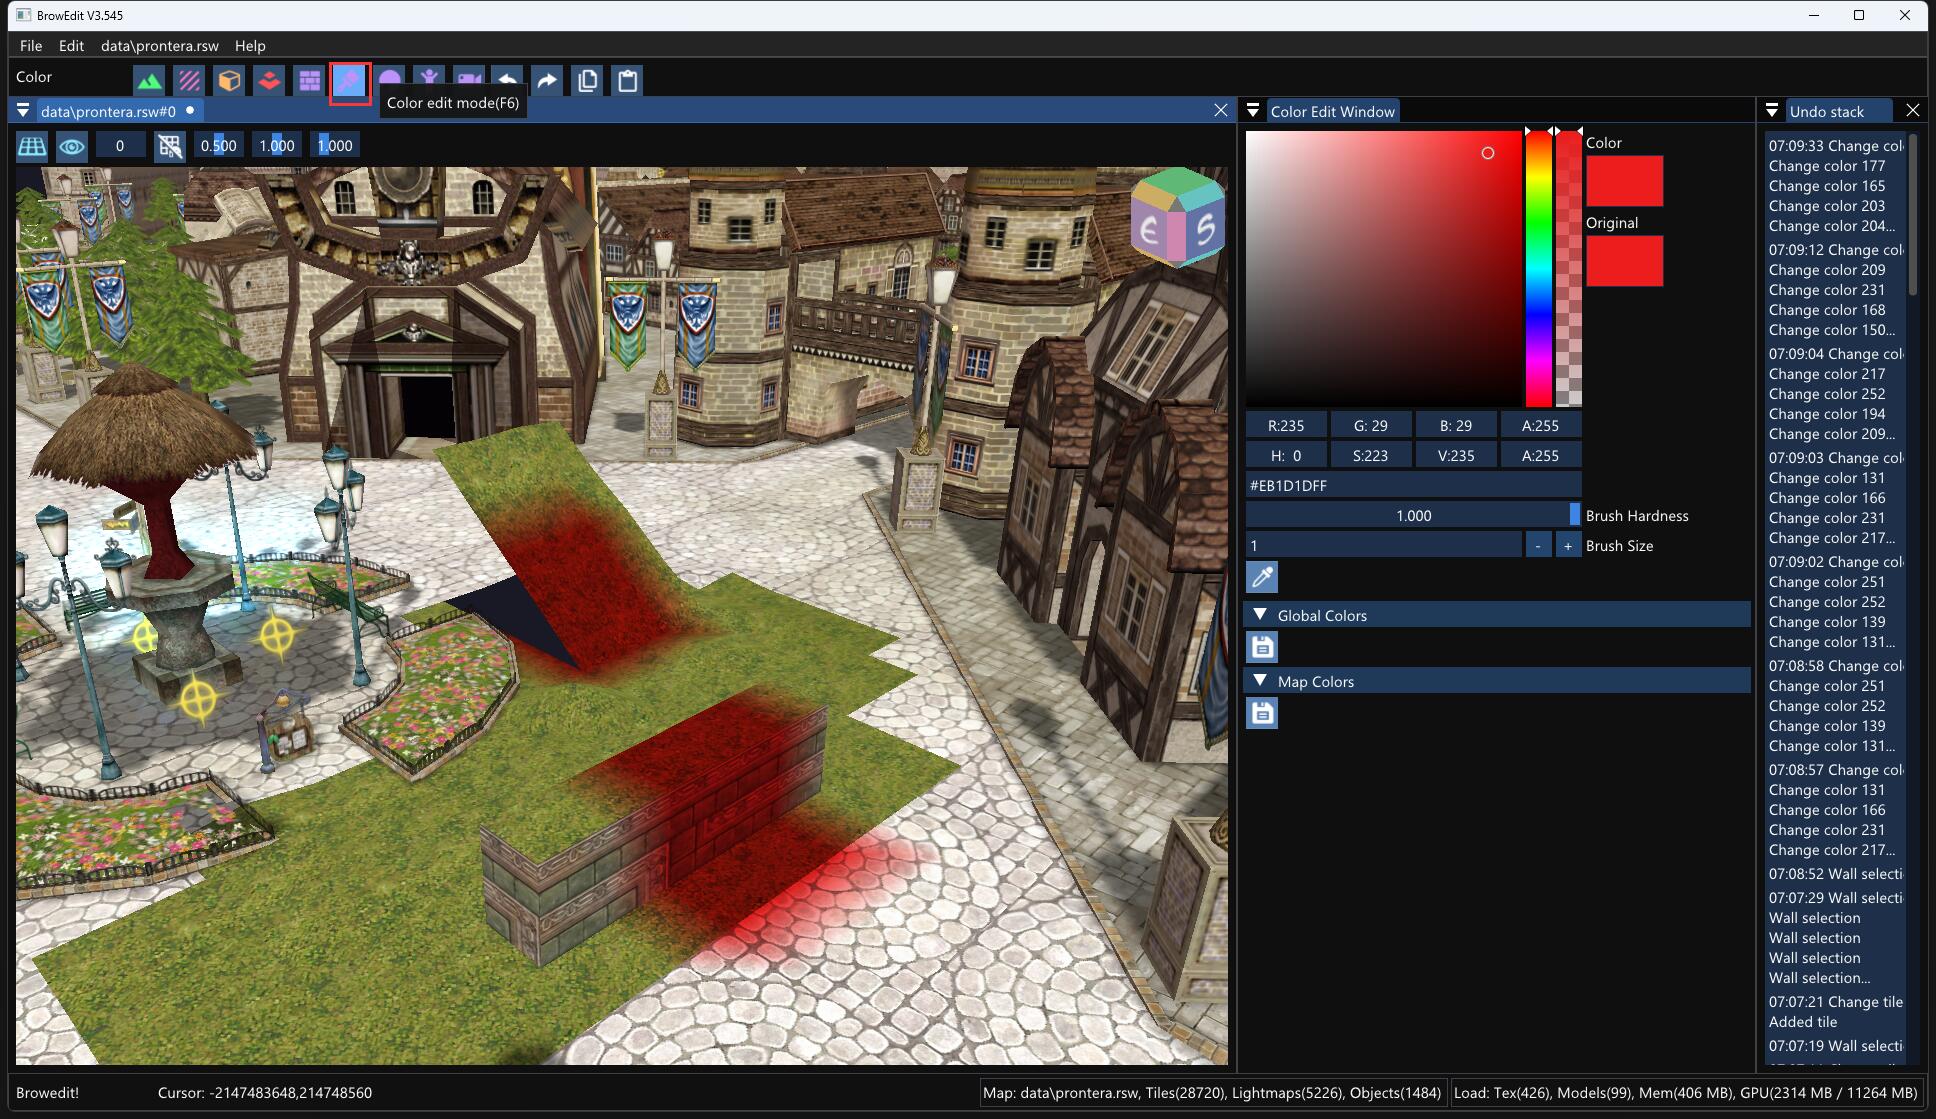 BrowEdit V3.545
File Edit data\prontera.rsw Help
Color
Color edit mode(F6)
data\prontera.rsw#0
0 0.500 1.000 1.000
E S
Color Edit Window
Color
Original
R:235 G: 29 B: 29 A:255
H: 0 S:223 V:235 A:255
#EB1D1DFF
1.000 Brush Hardness
1 - + Brush Size
Global Colors
Map Colors
Undo stack
07:09:33 Change col
Change color 177
Change color 165
Change color 203
Change color 204...
07:09:12 Change col
Change color 209
Change color 231
Change color 168
Change color 150...
07:09:04 Change col
Change color 217
Change color 252
Change color 194
Change color 209...
07:09:03 Change col
Change color 131
Change color 166
Change color 231
Change color 217...
07:09:02 Change col
Change color 251
Change color 252
Change color 139
Change color 131...
07:08:58 Change col
Change color 251
Change color 252
Change color 139
Change color 131...
07:08:57 Change col
Change color 131
Change color 166
Change color 231
Change color 217...
07:08:52 Wall selecti
07:07:29 Wall selecti
Wall selection
Wall selection
Wall selection
Wall selection...
07:07:21 Change tile
Added tile
07:07:19 Wall selecti
Browedit! Cursor: -2147483648,214748560
Map: data\prontera.rsw, Tiles(28720), Lightmaps(5226), Objects(1484)
Load: Tex(426), Models(99), Mem(406 MB), GPU(2314 MB / 11264 MB)